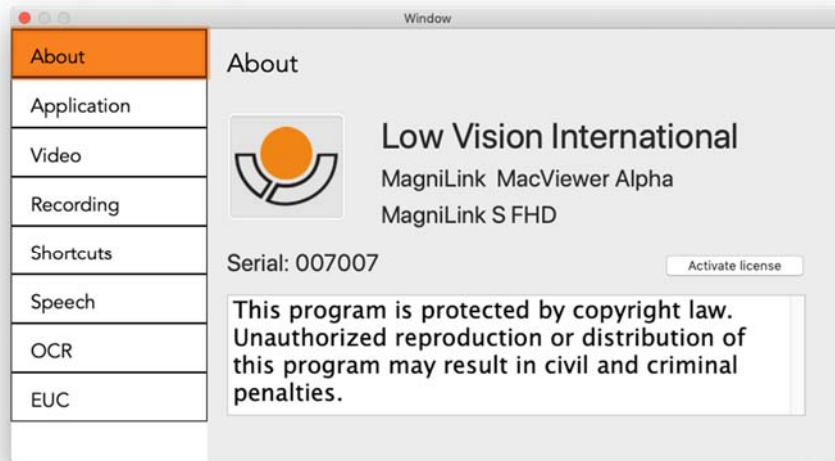 Window
About
Application
Video
Recording
Shortcuts
Speech
OCR
EUC
About
Low Vision International
MagniLink MacViewer Alpha
MagniLink S FHD
Serial: 007007
Activate license
This program is protected by copyright law.
Unauthorized reproduction or distribution of
this program may result in civil and criminal
penalties.